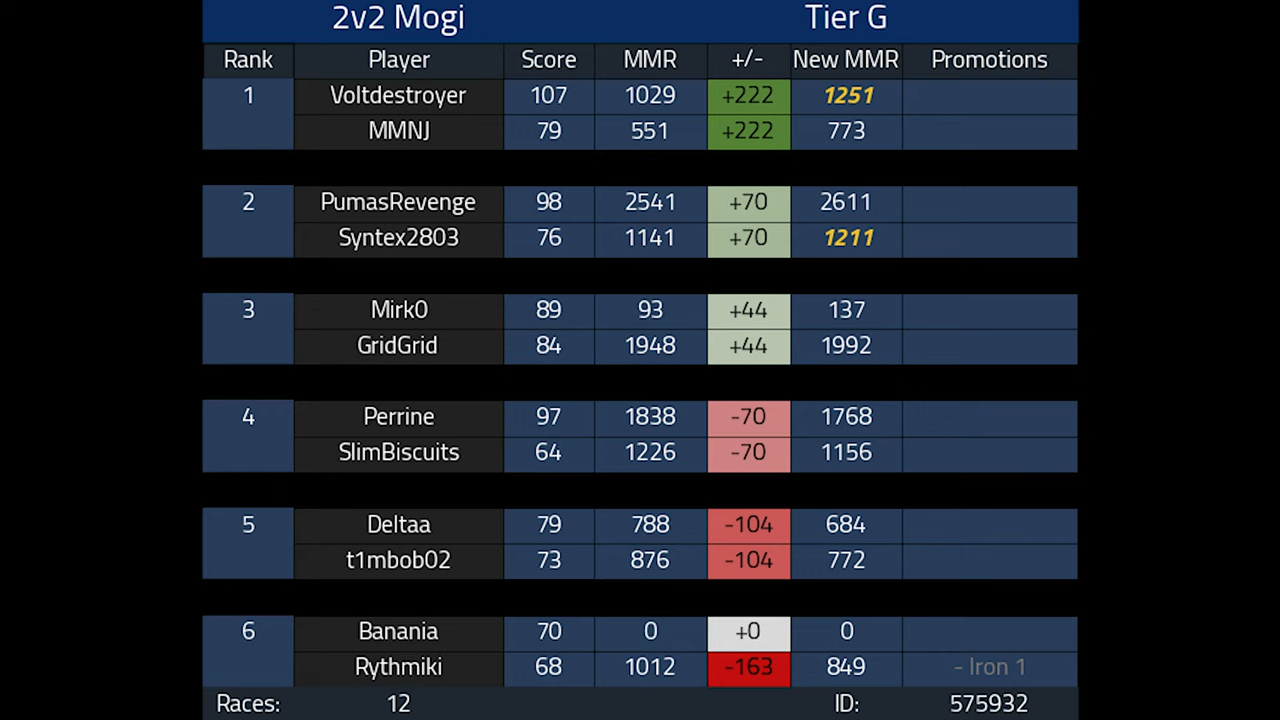 2v2 Mogi Tier G
Rank Player Score MMR +/- New MMR Promotions
1 Voltdestroyer 107 1029 +222 1251
MMNJ 79 551 +222 773
2 PumasRevenge 98 2541 +70 2611
Syntex2803 76 1141 +70 1211
3 Mirk0 89 93 +44 137
GridGrid 84 1948 +44 1992
4 Perrine 97 1838 -70 1768
SlimBiscuits 64 1226 -70 1156
5 Deltaa 79 788 -104 684
t1mbob02 73 876 -104 772
6 Banania 70 0 +0 0
Rythmiki 68 1012 -163 849 - Iron 1
Races: 12 ID: 575932